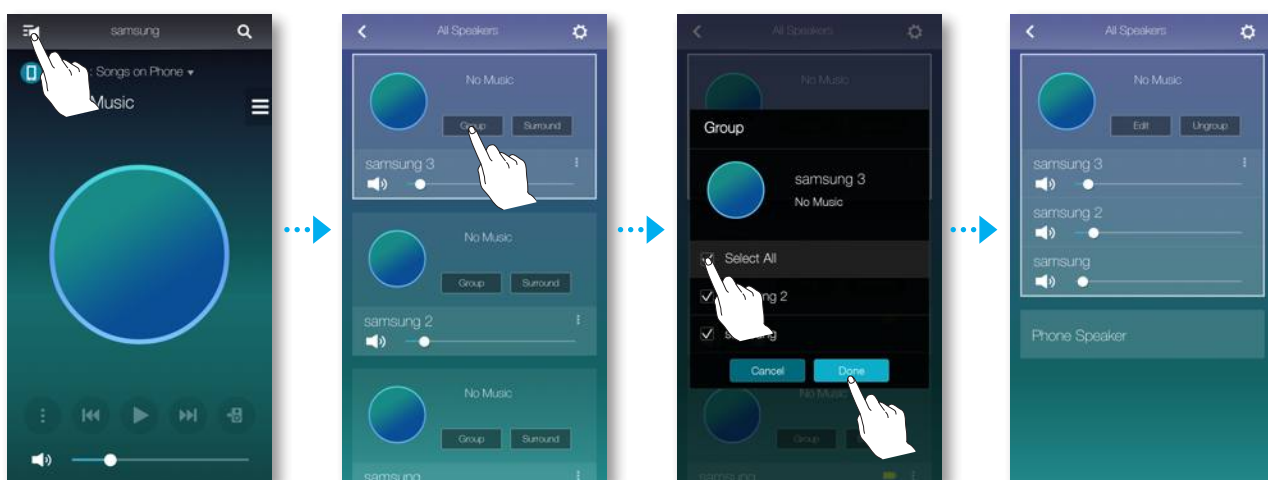 samsung
: Songs on Phone
Music
All Speakers
No Music
Group Surround
samsung 3
No Music
Group Surround
samsung 2
No Music
Group Surround
samsung
All Speakers
No Music
Group
samsung 3
No Music
Select All
ng 2
Cancel Done
No Music
Group
samsung
All Speakers
No Music
Edit Ungroup
samsung 3
samsung 2
samsung
Phone Speaker